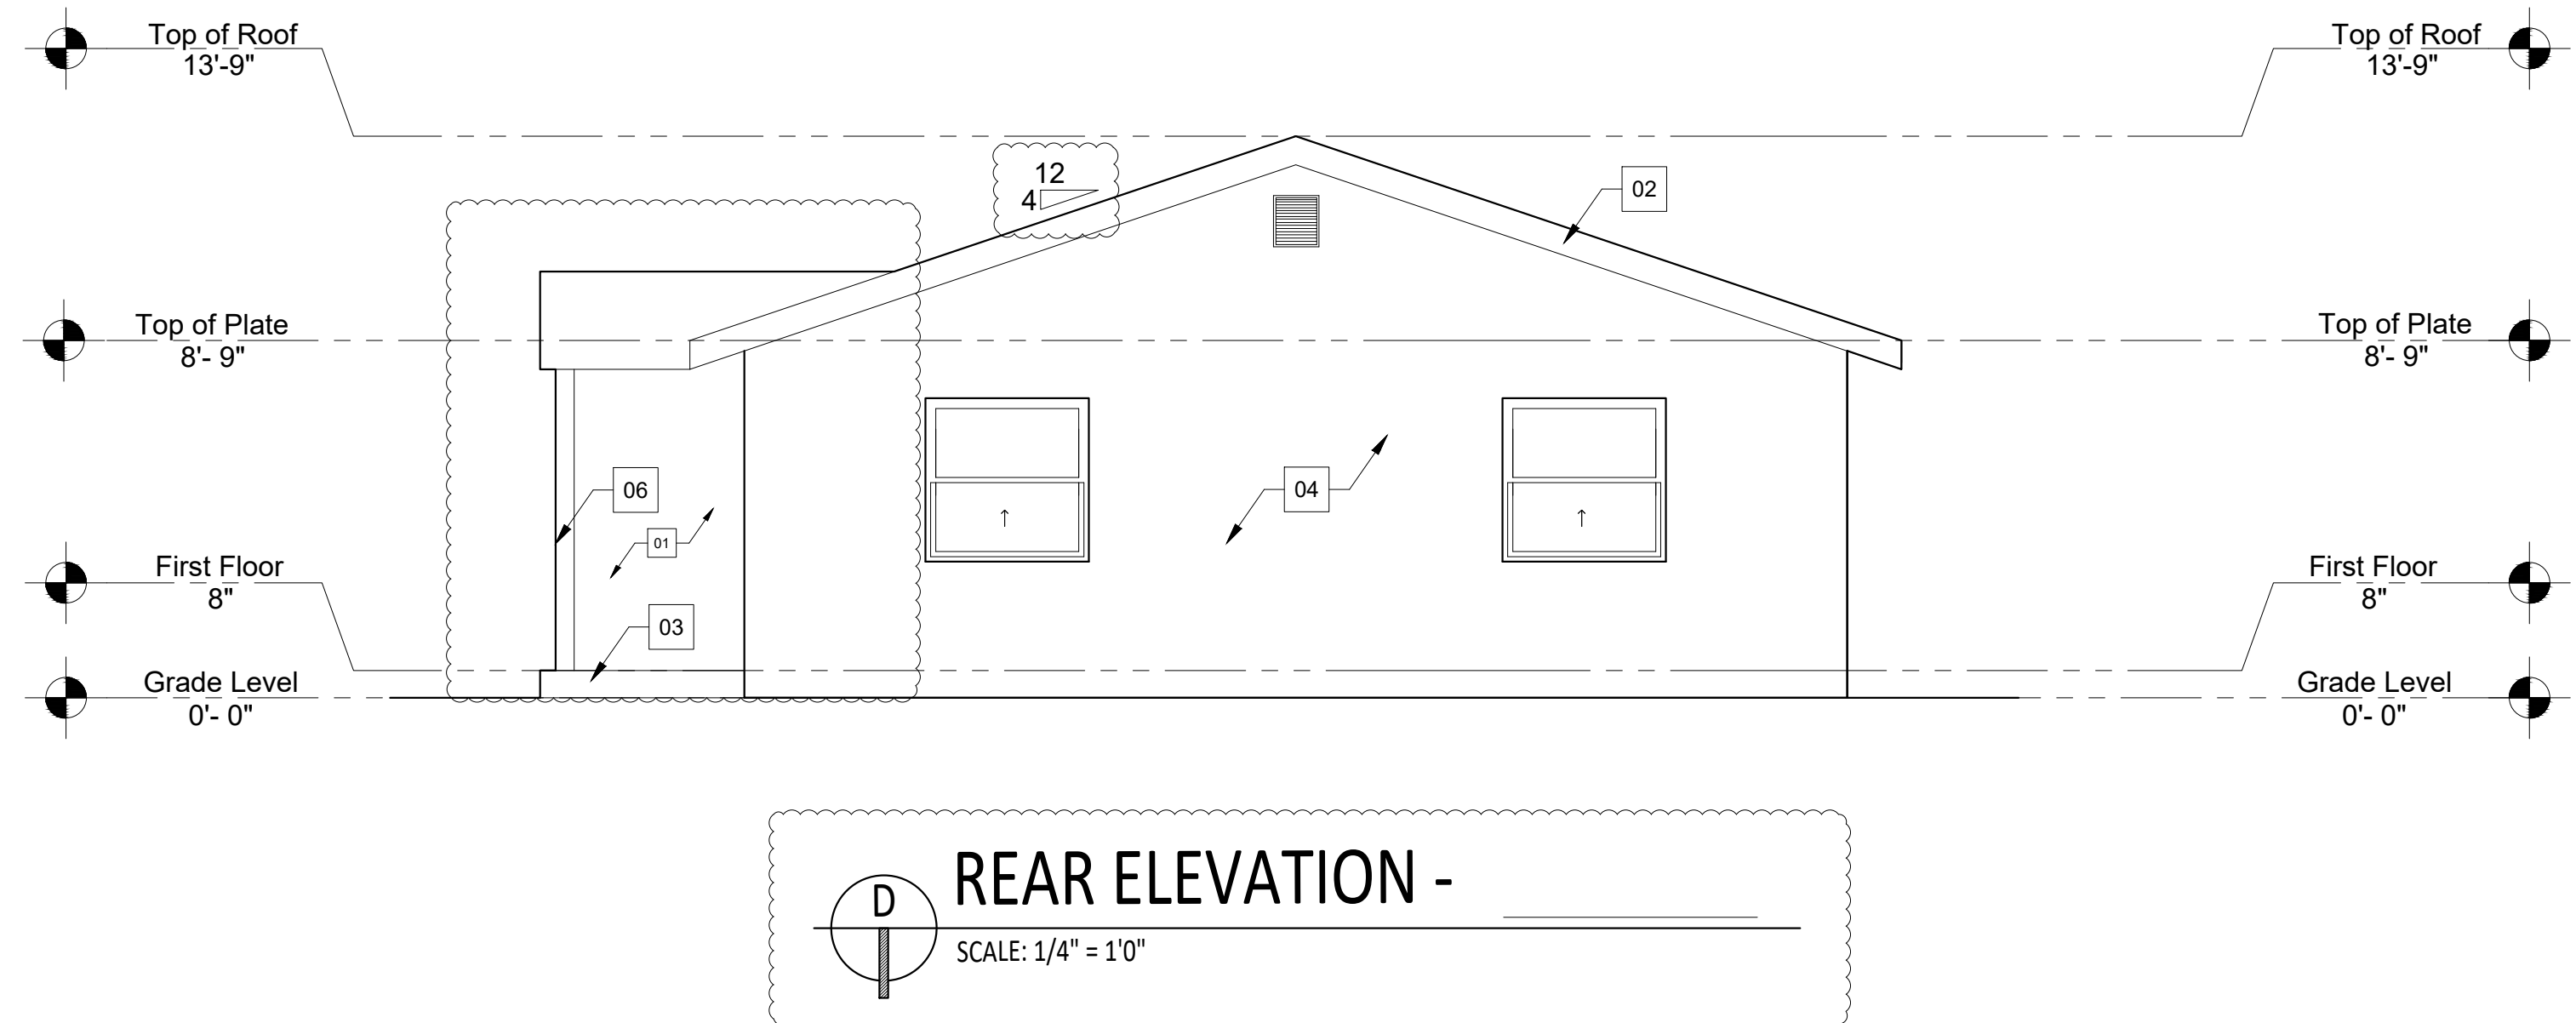 Top of Roof
13'-9"
Top of Roof
13'-9"
12
4
02
Top of Plate
8'- 9"
Top of Plate
8'- 9"
06
04
01
First Floor
8"
First Floor
8"
03
Grade Level
0'- 0"
Grade Level
0'- 0"
D
REAR ELEVATION -
SCALE: 1/4" = 1'0"